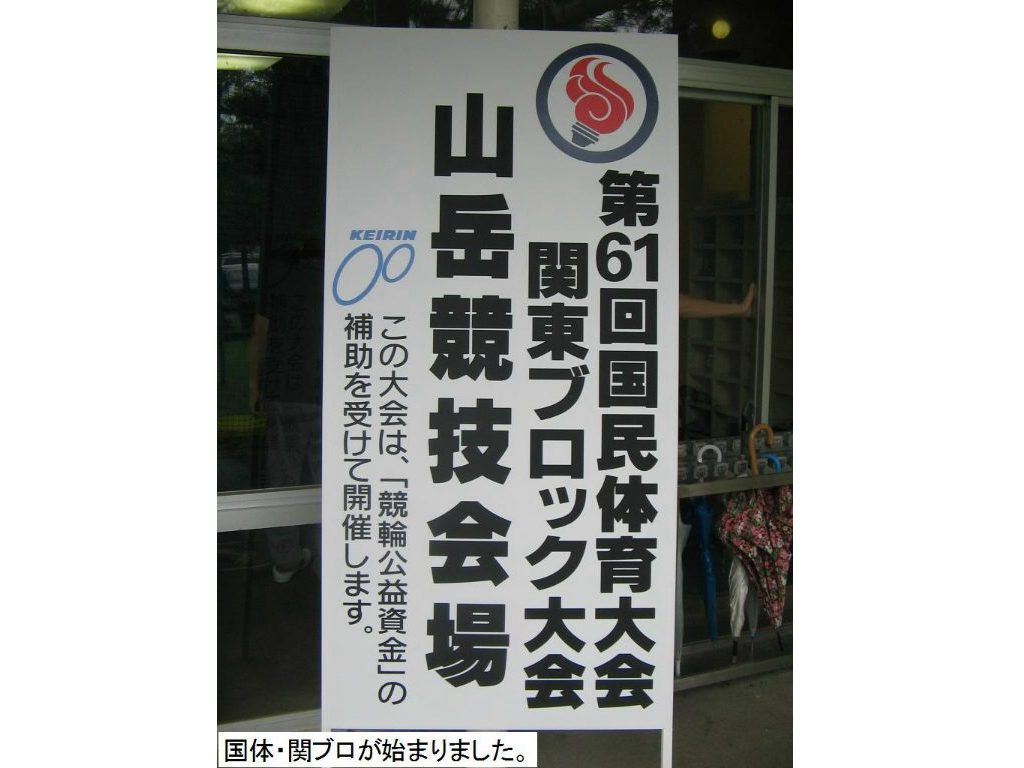 第61回国民体育大会
関東ブロック大会
山岳競技会場
KEIRIN
この大会は、「競輪公益資金」の
補助を受けて開催します。
国体・関ブロが始まりました。